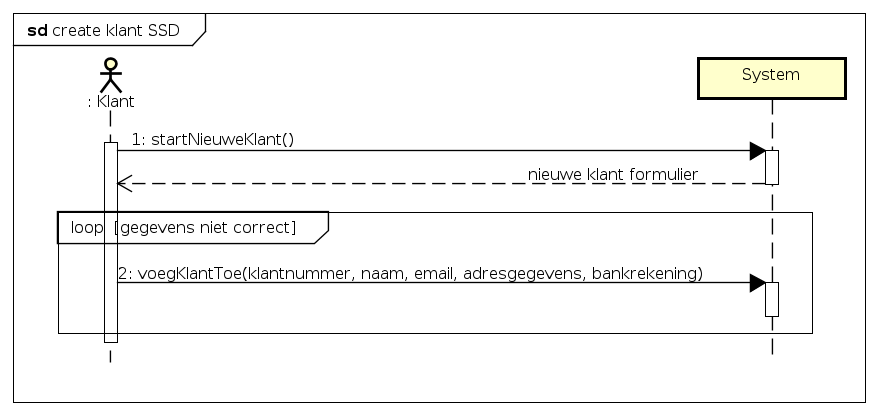 sd create klant SSD
: Klant
System
1: startNieuweKlant()
nieuwe klant formulier
loop [gegevens niet correct]
2: voegKlantToe(klantnummer, naam, email, adresgegevens, bankrekening)